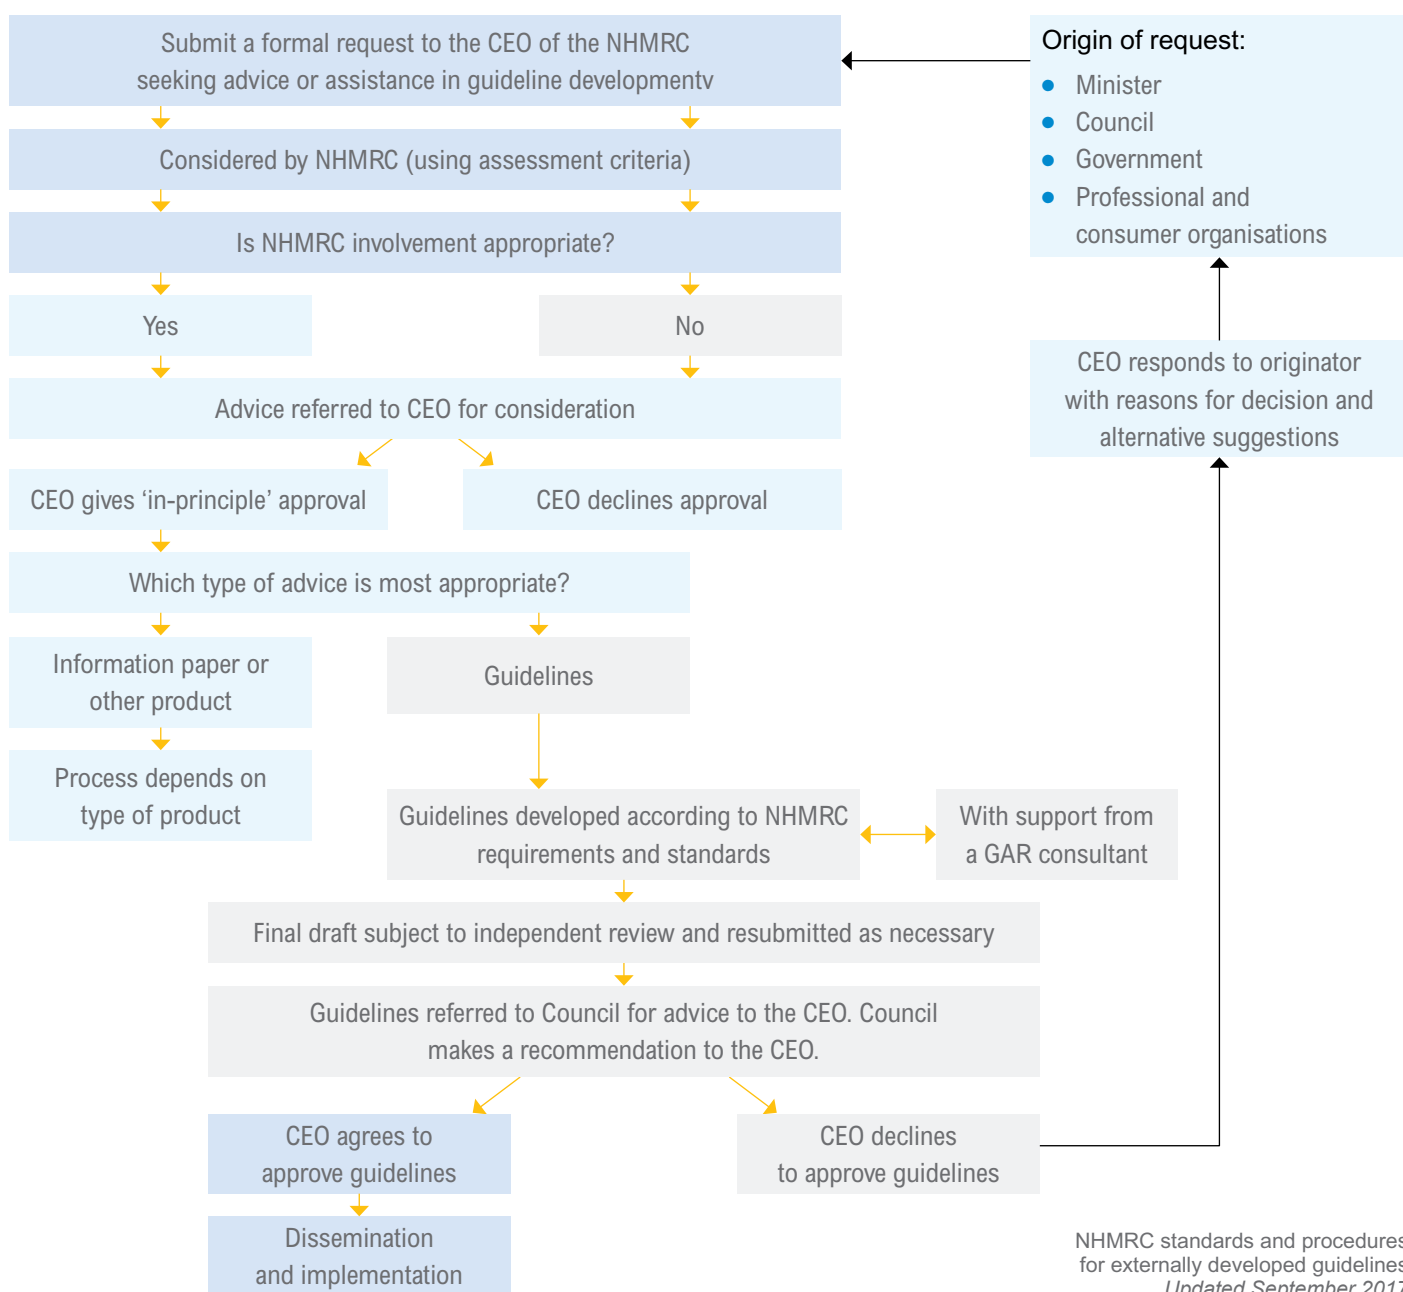 Submit a formal request to the CEO of the NHMRC
seeking advice or assistance in guideline developmentv
Origin of request:
Minister
Council
Government
Professional and
consumer organisations
Considered by NHMRC (using assessment criteria)
Is NHMRC involvement appropriate?
Yes
No
CEO responds to originator
with reasons for decision and
alternative suggestions
Advice referred to CEO for consideration
CEO gives ‘in-principle’ approval
CEO declines approval
Which type of advice is most appropriate?
Information paper or
other product
Guidelines
Process depends on
type of product
Guidelines developed according to NHMRC
requirements and standards
With support from
a GAR consultant
Final draft subject to independent review and resubmitted as necessary
Guidelines referred to Council for advice to the CEO. Council
makes a recommendation to the CEO.
CEO agrees to
approve guidelines
CEO declines
to approve guidelines
Dissemination
and implementation
NHMRC standards and procedures
for externally developed guidelines
Updated September 2017